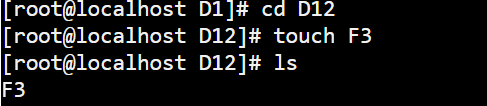 [root@localhost D1]# cd D12
[root@localhost D12]# touch F3
[root@localhost D12]# ls
F3